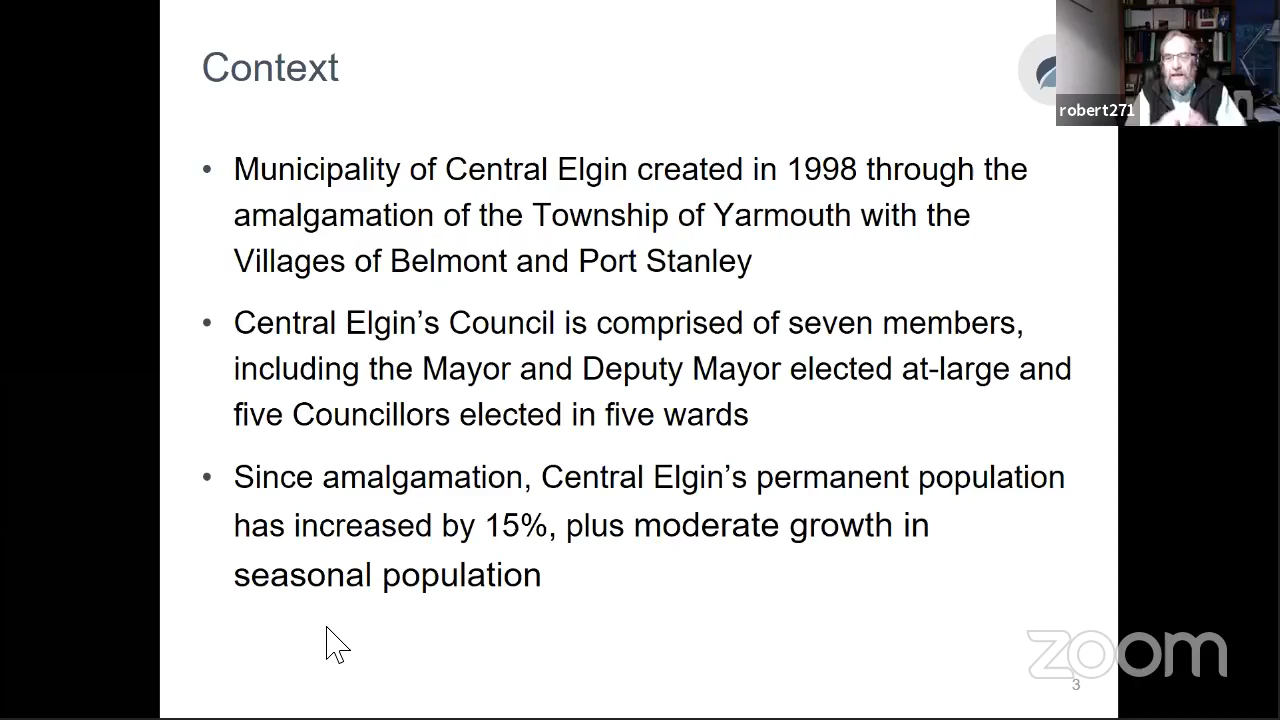 Context
robert271
• Municipality of Central Elgin created in 1998 through the
amalgamation of the Township of Yarmouth with the
Villages of Belmont and Port Stanley
• Central Elgin’s Council is comprised of seven members,
including the Mayor and Deputy Mayor elected at-large and
five Councillors elected in five wards
• Since amalgamation, Central Elgin’s permanent population
has increased by 15%, plus moderate growth in
seasonal population
zoom
3